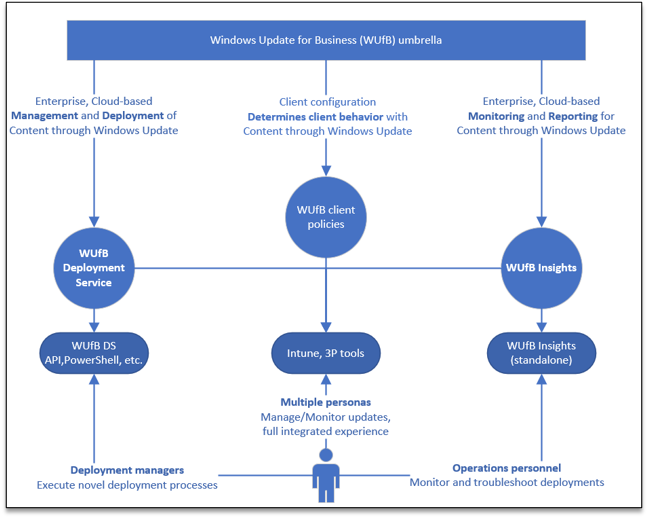 Windows Update for Business (WUfB) umbrella
Enterprise, Cloud-based
Management and Deployment of
Content through Windows Update
Client configuration
Determines client behavior with
Content through Windows Update
Enterprise, Cloud-based
Monitoring and Reporting for
Content through Windows Update
WUfB client
policies
WUfB
Deployment
Service
WUfB Insights
WUfB DS
API,PowerShell, etc.
Intune, 3P tools
WUfB Insights
(standalone)
Multiple personas
Manage/Monitor updates,
full integrated experience
Deployment managers
Execute novel deployment processes
Operations personnel
Monitor and troubleshoot deployments